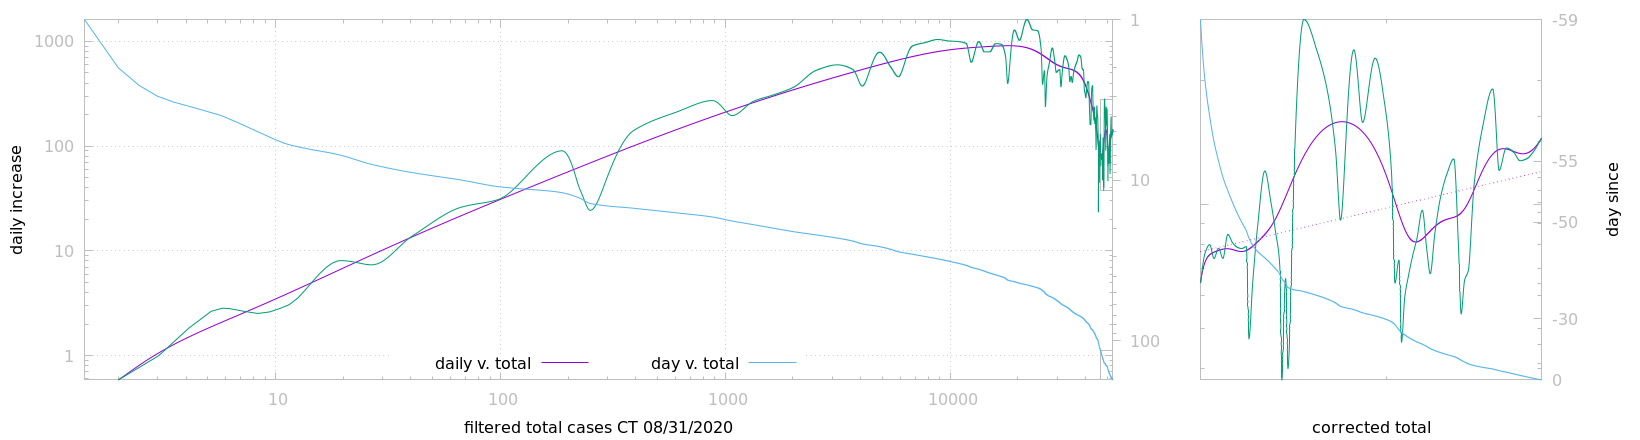 1000
100
10
1
daily increase
daily v. total
day v. total
10
100
1000
10000
filtered total cases CT 08/31/2020
1
10
100
-59
-55
-50
-30
0
day since
corrected total